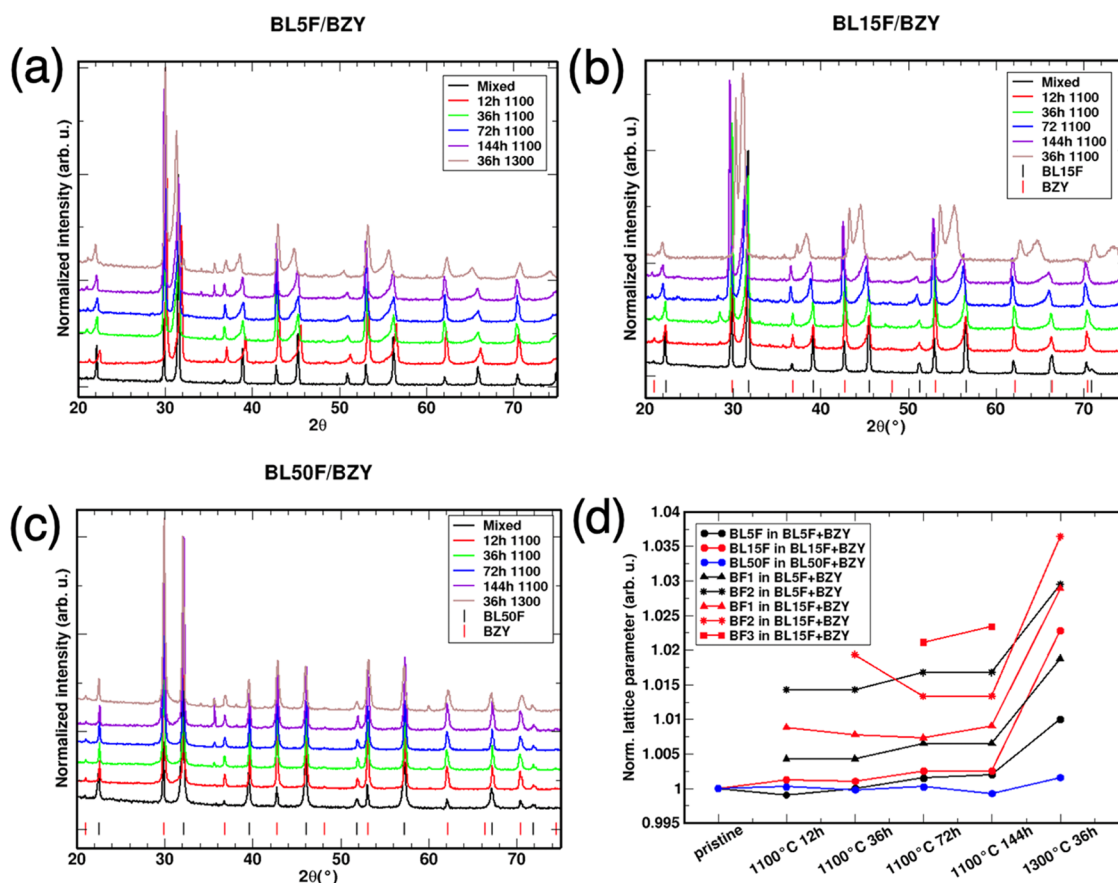 BL5F/BZY
(a)
Normalized intensity (arb. u.)
Mixed
12h 1100
36h 1100
72h 1100
144h 1100
36h 1300
20
30
40
50
60
70
2θ
BL15F/BZY
(b)
Normalized intensity (arb. u.)
Mixed
12h 1100
36h 1100
72 1100
144h 1100
36h 1100
BL15F
BZY
20
30
40
50
60
70
2θ(°)
BL50F/BZY
(c)
Normalized intensity (arb. u.)
Mixed
12h 1100
36h 1100
72h 1100
144h 1100
36h 1300
BL50F
BZY
20
30
40
50
60
70
2θ(°)
(d)
Norm. lattice parameter (arb. u.)
1.04
1.035
1.03
1.025
1.02
1.015
1.01
1.005
1
0.995
BL5F in BL5F+BZY
BL15F in BL15F+BZY
BL50F in BL50F+BZY
BF1 in BL5F+BZY
BF2 in BL5F+BZY
BF1 in BL15F+BZY
BF2 in BL15F+BZY
BF3 in BL15F+BZY
pristine
1100°C 12h
1100°C 36h
1100°C 72h
1100°C 144h
1300°C 36h